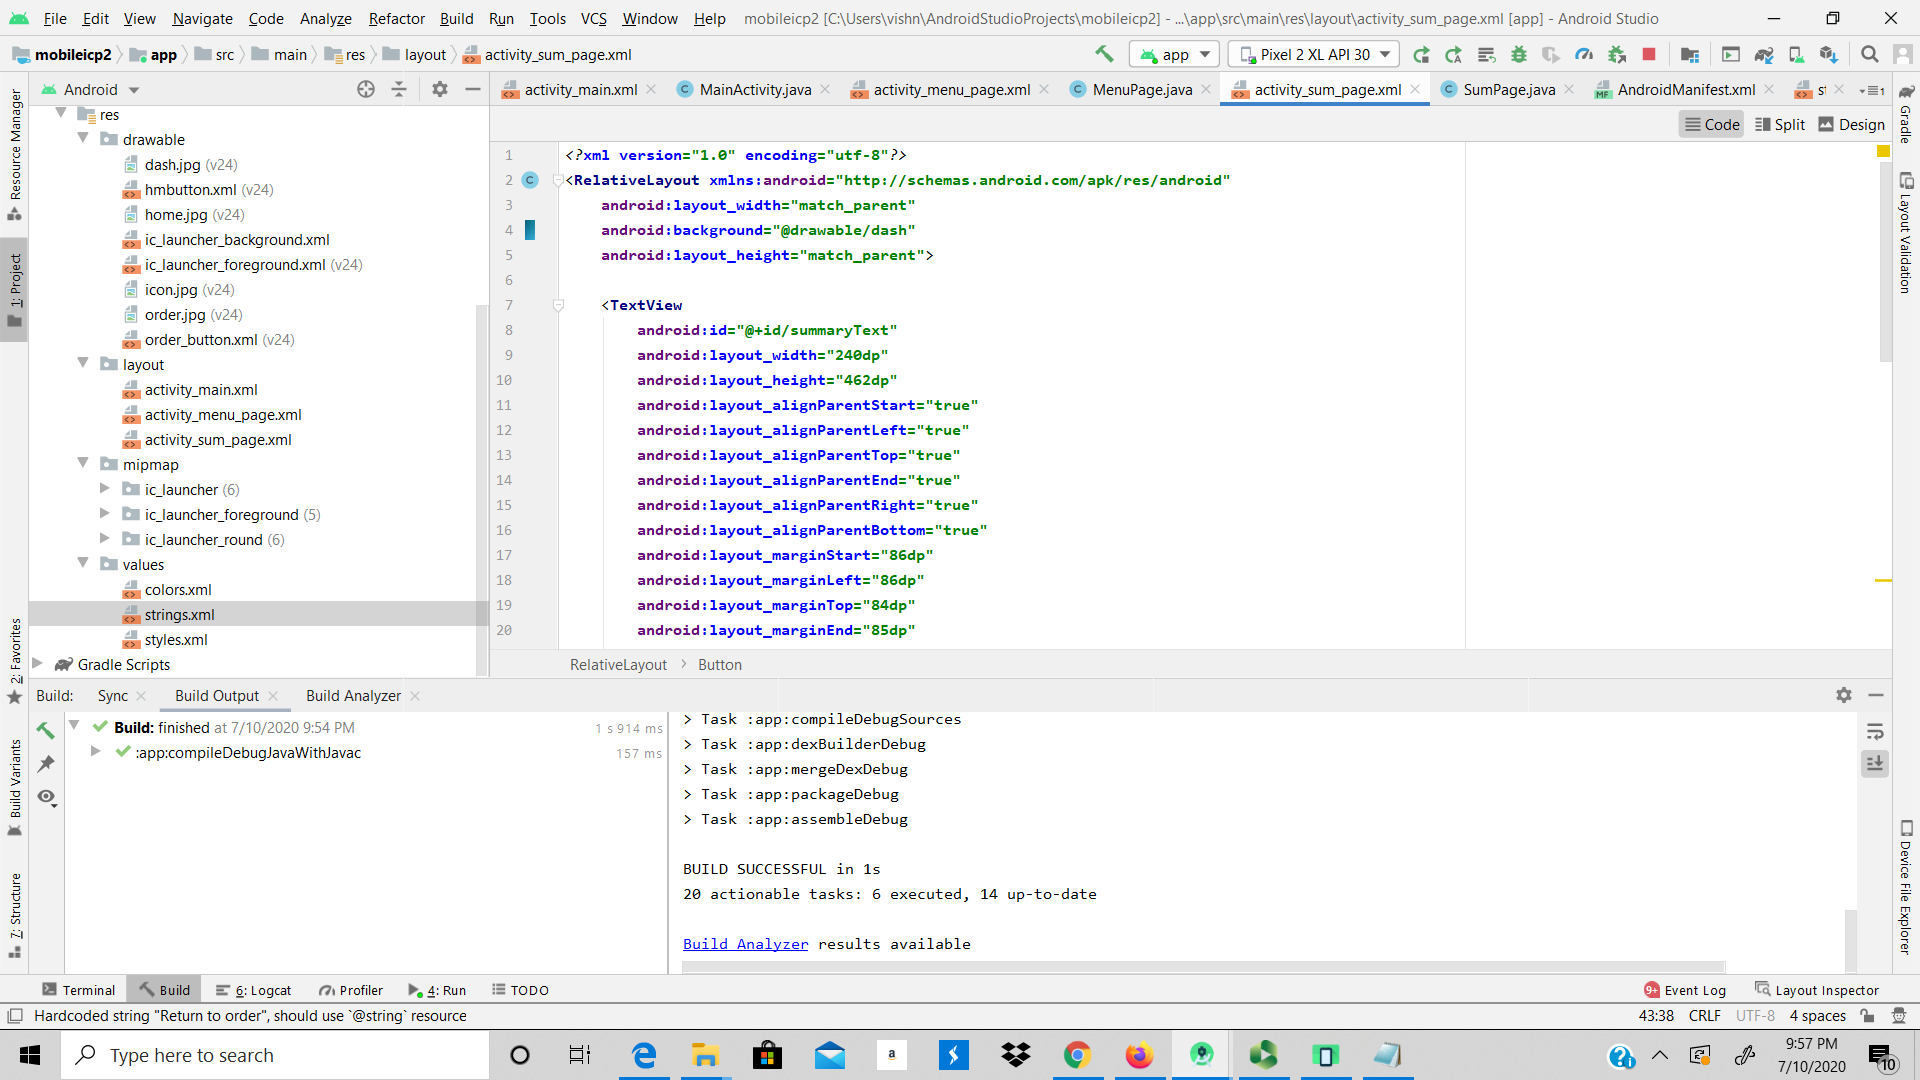 File Edit View Navigate Code Analyze Refactor Build Run Tools VCS Window Help mobileicp2 [C:\Users\vishn\AndroidStudioProjects\mobileicp2] - ...\app\src\main\res\layout\activity_sum_page.xml [app] - Android Studio
mobileicp2 app src main res layout activity_sum_page.xml app Pixel 2 XL API 30
Android
activity_main.xml MainActivity.java activity_menu_page.xml MenuPage.java activity_sum_page.xml SumPage.java AndroidManifest.xml
Code Split Design
Resource Manager
1: Project
2: Favorites
Build Variants
7: Structure
res
drawable
dash.jpg (v24)
hmbutton.xml (v24)
home.jpg (v24)
ic_launcher_background.xml
ic_launcher_foreground.xml (v24)
icon.jpg (v24)
order.jpg (v24)
order_button.xml (v24)
layout
activity_main.xml
activity_menu_page.xml
activity_sum_page.xml
mipmap
ic_launcher (6)
ic_launcher_foreground (5)
ic_launcher_round (6)
values
colors.xml
strings.xml
styles.xml
Gradle Scripts
1 <?xml version="1.0" encoding="utf-8"?>
2 <RelativeLayout xmlns:android="http://schemas.android.com/apk/res/android"
3 android:layout_width="match_parent"
4 android:background="@drawable/dash"
5 android:layout_height="match_parent">
6
7 <TextView
8 android:id="@+id/summaryText"
9 android:layout_width="240dp"
10 android:layout_height="462dp"
11 android:layout_alignParentStart="true"
12 android:layout_alignParentLeft="true"
13 android:layout_alignParentTop="true"
14 android:layout_alignParentEnd="true"
15 android:layout_alignParentRight="true"
16 android:layout_alignParentBottom="true"
17 android:layout_marginStart="86dp"
18 android:layout_marginLeft="86dp"
19 android:layout_marginTop="84dp"
20 android:layout_marginEnd="85dp"
RelativeLayout > Button
Gradle
Layout Validation
Device File Explorer
Build: Sync Build Output Build Analyzer
Build: finished at 7/10/2020 9:54 PM 1 s 914 ms
:app:compileDebugJavaWithJavac 157 ms
> Task :app:compileDebugSources
> Task :app:dexBuilderDebug
> Task :app:mergeDexDebug
> Task :app:packageDebug
> Task :app:assembleDebug
BUILD SUCCESSFUL in 1s
20 actionable tasks: 6 executed, 14 up-to-date
Build Analyzer results available
Terminal Build 6: Logcat Profiler 4: Run TODO 9+ Event Log Layout Inspector
Hardcoded string "Return to order", should use `@string` resource 43:38 CRLF UTF-8 4 spaces
Type here to search
9:57 PM
7/10/2020
10